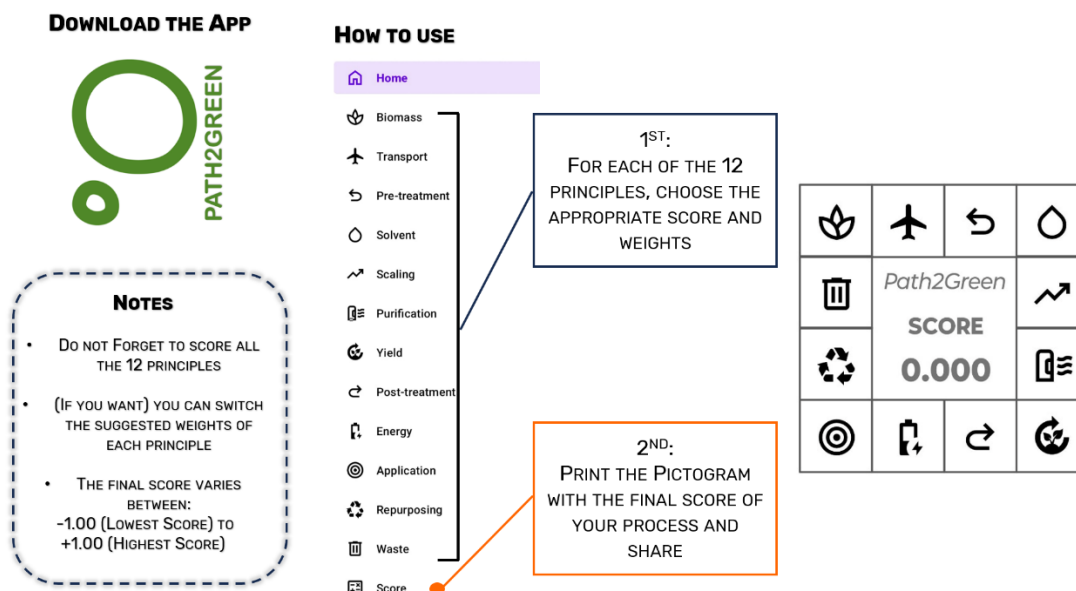 DOWNLOAD THE APP
PATH2GREEN
NOTES
• DO NOT FORGET TO SCORE ALL
THE 12 PRINCIPLES
• (IF YOU WANT) YOU CAN SWITCH
THE SUGGESTED WEIGHTS OF
EACH PRINCIPLE
• THE FINAL SCORE VARIES
BETWEEN:
-1.00 (LOWEST SCORE) TO
+1.00 (HIGHEST SCORE)
HOW TO USE
Home
Biomass
Transport
Pre-treatment
Solvent
Scaling
Purification
Yield
Post-treatment
Energy
Application
Repurposing
Waste
Score
1ST:
FOR EACH OF THE 12
PRINCIPLES, CHOOSE THE
APPROPRIATE SCORE AND
WEIGHTS
2ND:
PRINT THE PICTOGRAM
WITH THE FINAL SCORE OF
YOUR PROCESS AND
SHARE
Path2Green
SCORE
0.000